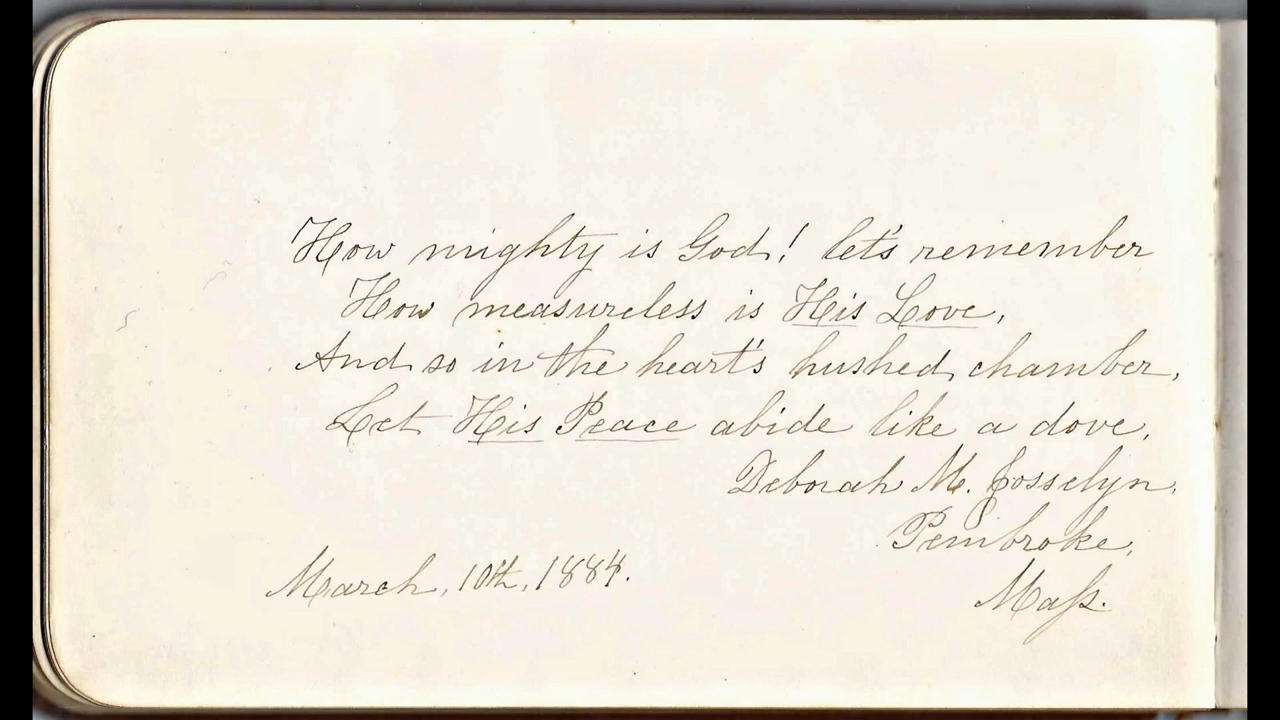 How mighty is God! let's remember
How measureless is His Love,
And so in the heart's hushed chamber,
Let His Peace abide like a dove.
Deborah M. Josselyn,
Pembroke,
March, 10th, 1884.
Maſs.